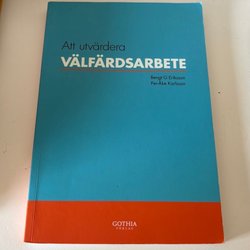 Att utvärdera
VÄLFÄRDSARBETE
Bengt G Eriksson
Per-Åke Karlsson
GOTHIA
FÖRLAG